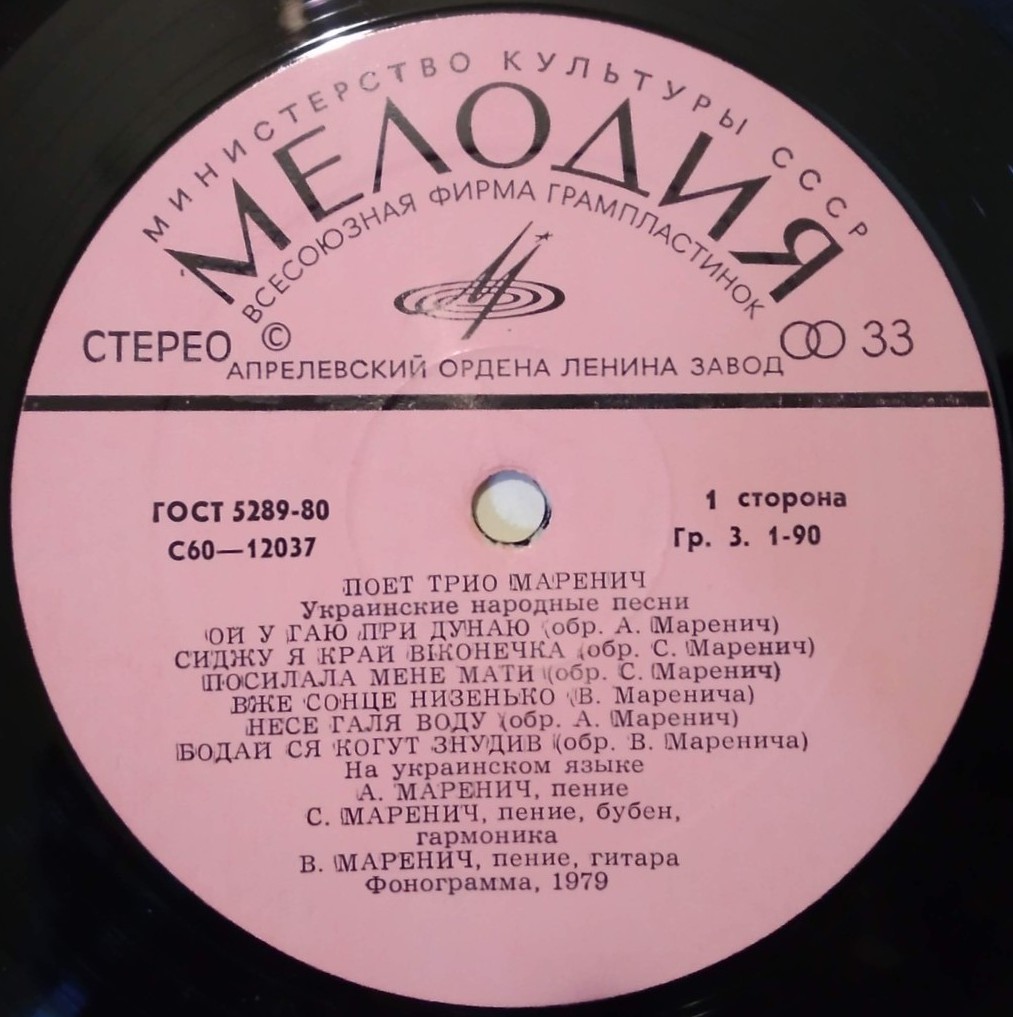 МИНИСТЕРСТВО КУЛЬТУРЫ СССР
МЕЛОДИЯ
ВСЕСОЮЗНАЯ ФИРМА ГРАМПЛАСТИНОК
СТЕРЕО © 33
АПРЕЛЕВСКИЙ ОРДЕНА ЛЕНИНА ЗАВОД
ГОСТ 5289-80
С60—12037
1 сторона
Гр. 3. 1-90
ПОЕТ ТРИО МАРЕНИЧ
Украинские народные песни
ОЙ У ГАЮ ПРИ ДУНАЮ (обр. А. Маренич)
СИДЖУ Я КРАЙ ВІКОНЕЧКА (обр. С. Маренич)
ПОСИЛАЛА МЕНЕ МАТИ (обр. С. Маренич)
ВЖЕ СОНЦЕ НИЗЕНЬКО (В. Маренича)
НЕСЕ ГАЛЯ ВОДУ (обр. А. Маренич)
БОДАЙ СЯ КОГУТ ЗНУДИВ (обр. В. Маренича)
На украинском языке
А. МАРЕНИЧ, пение
С. МАРЕНИЧ, пение, бубен,
гармоника
В. МАРЕНИЧ, пение, гитара
Фонограмма, 1979